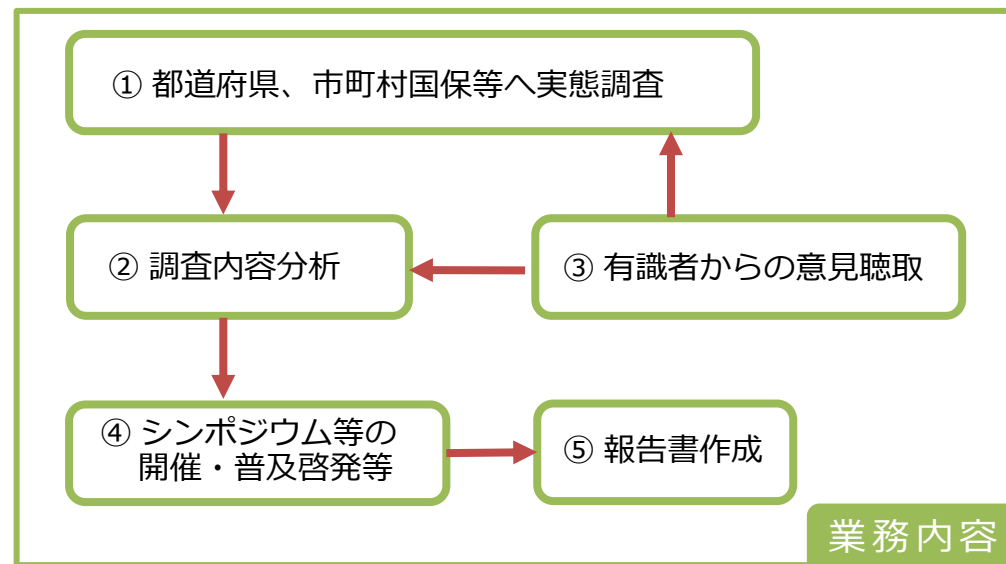 ① 都道府県、市町村国保等へ実態調査
② 調査内容分析
③ 有識者からの意見聴取
④ シンポジウム等の
開催・普及啓発等
⑤ 報告書作成
業務内容